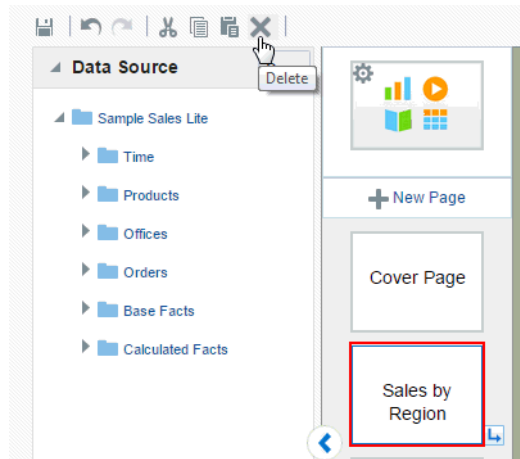 Data Source
Delete
Sample Sales Lite
Time
Products
Offices
Orders
Base Facts
Calculated Facts
New Page
Cover Page
Sales by
Region